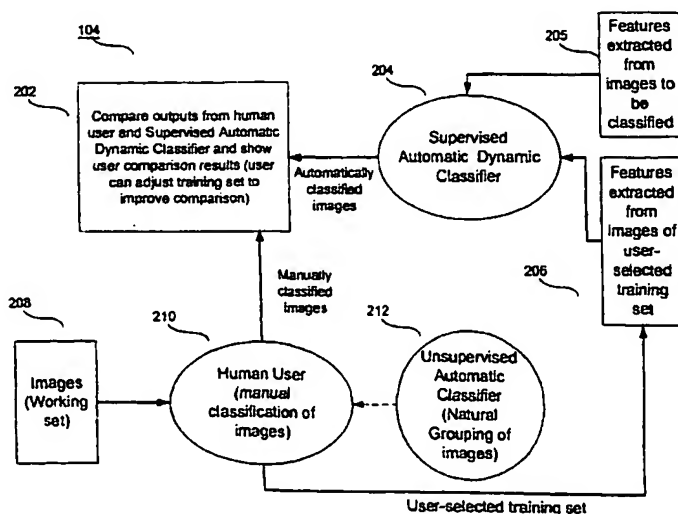 104
202
Compare outputs from human
user and Supervised Automatic
Dynamic Classifier and show
user comparison results (user
can adjust training set to
improve comparison)
204
Supervised
Automatic Dynamic
Classifier
205
Features
extracted
from
images to
be
classified
Automatically
classified
images
Features
extracted
from
Images of
user-
selected
training
set
206
Manually
classified
images
208
Images
(Working
set)
210
Human User
(manual
classification of
images)
212
Unsupervised
Automatic
Classifier
(Natural
Grouping of
images)
User-selected training set